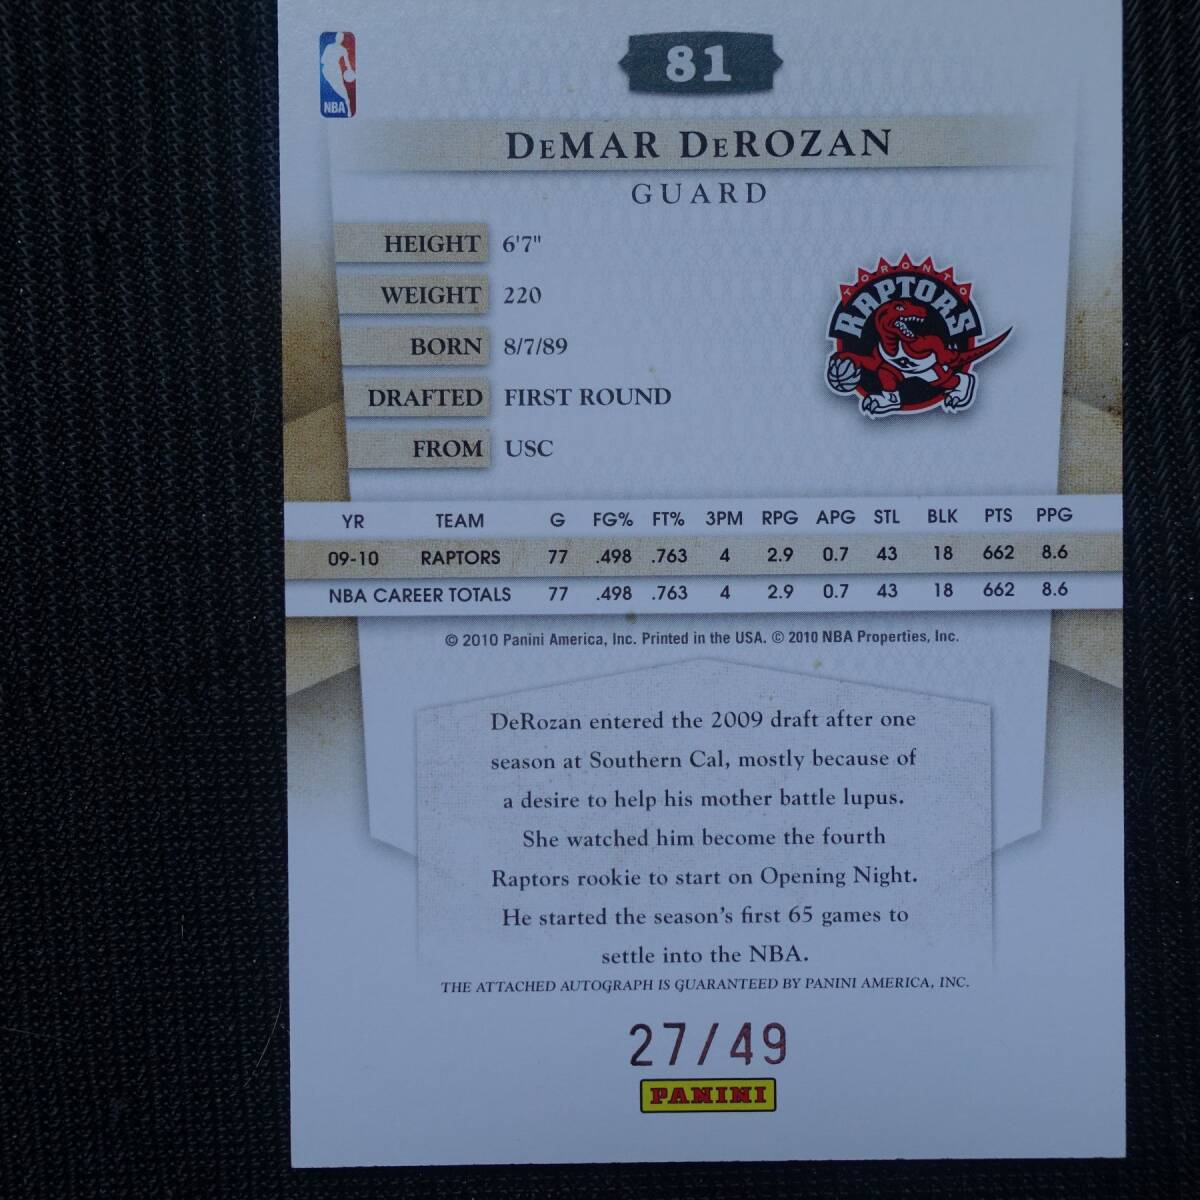 81
NBA
DEMAR DEROZAN
GUARD
HEIGHT 6'7"
WEIGHT 220
BORN 8/7/89
DRAFTED FIRST ROUND
FROM USC
TORONTO
RAPTORS
YR TEAM G FG% FT% 3PM RPG APG STL BLK PTS PPG
09-10 RAPTORS 77 .498 .763 4 2.9 0.7 43 18 662 8.6
NBA CAREER TOTALS 77 .498 .763 4 2.9 0.7 43 18 662 8.6
© 2010 Panini America, Inc. Printed in the USA. © 2010 NBA Properties, Inc.
DeRozan entered the 2009 draft after one
season at Southern Cal, mostly because of
a desire to help his mother battle lupus.
She watched him become the fourth
Raptors rookie to start on Opening Night.
He started the season's first 65 games to
settle into the NBA.
THE ATTACHED AUTOGRAPH IS GUARANTEED BY PANINI AMERICA, INC.
27/49
PANINI